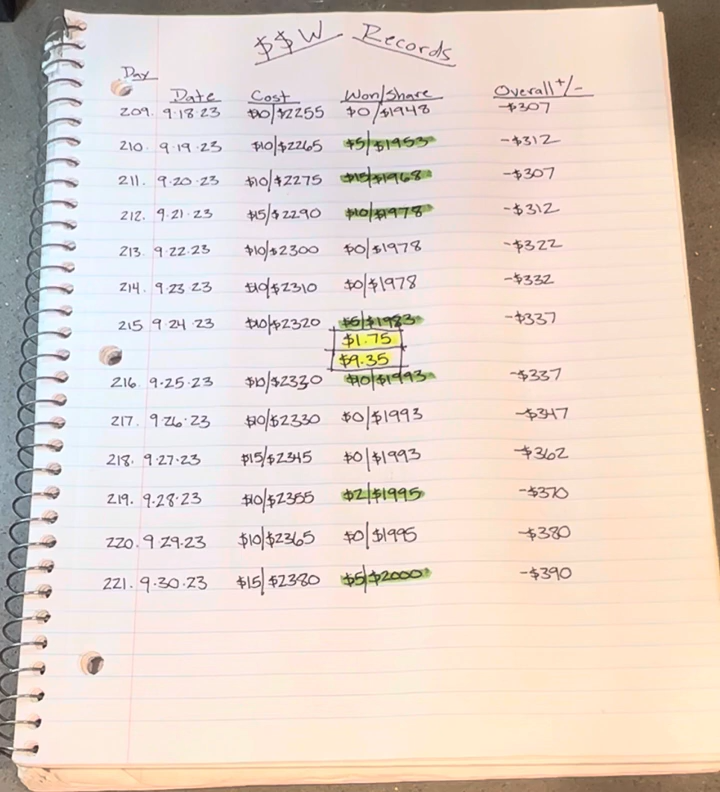 $$W Records
Day Date Cost Won/Share Overall +/-
209. 9·18·23 $10/$2255 $0/$1948 -$307
210. 9·19·23 $10/$2265 $5/$1953 -$312
211. 9·20·23 $10/$2275 $15/$1968 -$307
212. 9·21·23 $15/$2290 $10/$1978 -$312
213. 9·22·23 $10/$2300 $0/$1978 -$322
214. 9·23·23 $10/$2310 $0/$1978 -$332
215 9·24·23 $10/$2320 $5/$1983 -$337
$1.75
$9.35
216. 9·25·23 $10/$2330 $10/$1993 -$337
217. 9·26·23 $10/$2330 $0/$1993 -$347
218. 9·27·23 $15/$2345 $0/$1993 -$362
219. 9·28·23 $10/$2355 $2/$1995 -$370
220. 9·29·23 $10/$2365 $0/$1995 -$380
221. 9·30·23 $15/$2380 $5/$2000 -$390